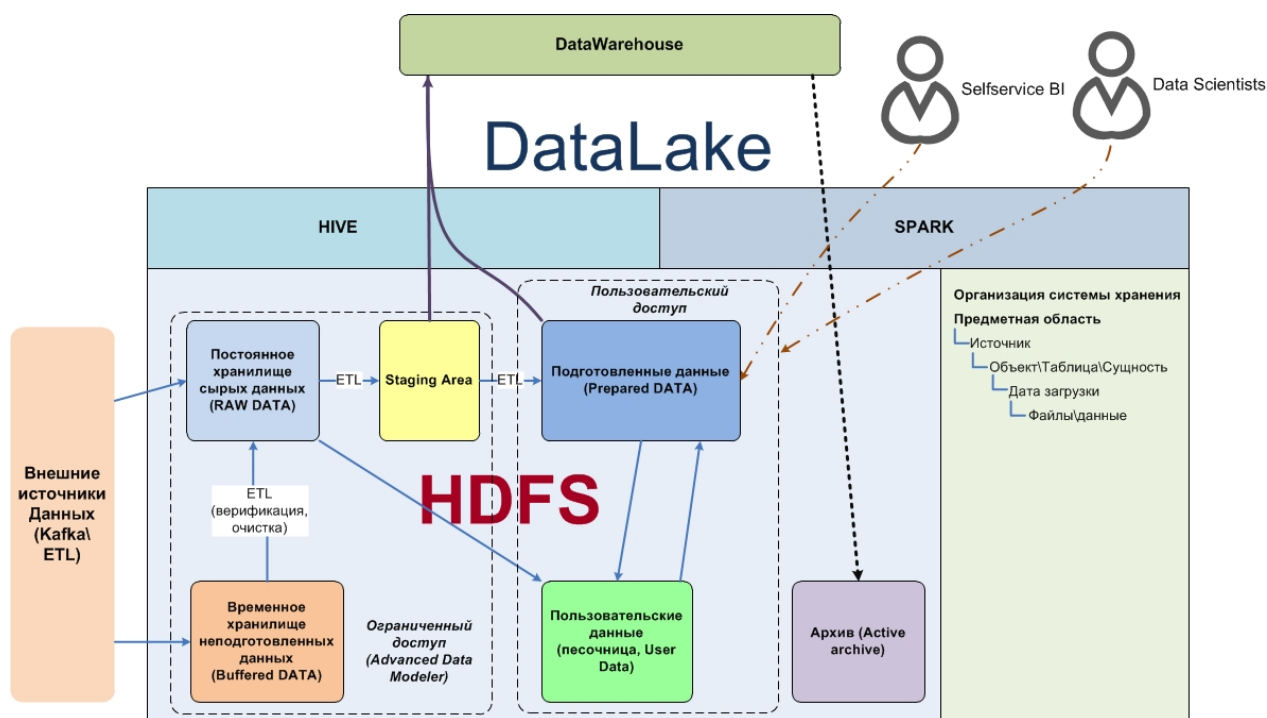 DataWarehouse
Selfservice BI
Data Scientists
DataLake
HIVE
SPARK
Внешние
источники
Данных
(Kafka\
ETL)
Постоянное
хранилище
сырых данных
(RAW DATA)
ETL
Staging Area
ETL
Пользовательский
доступ
Подготовленные данные
(Prepared DATA)
HDFS
ETL
(верификация,
очистка)
Временное
хранилище
неподготовленных
данных
(Buffered DATA)
Ограниченный
доступ
(Advanced Data
Modeler)
Пользовательские
данные
(песочница, User
Data)
Архив (Active
archive)
Организация системы хранения
Предметная область
Источник
Объект\Таблица\Сущность
Дата загрузки
Файлы\данные